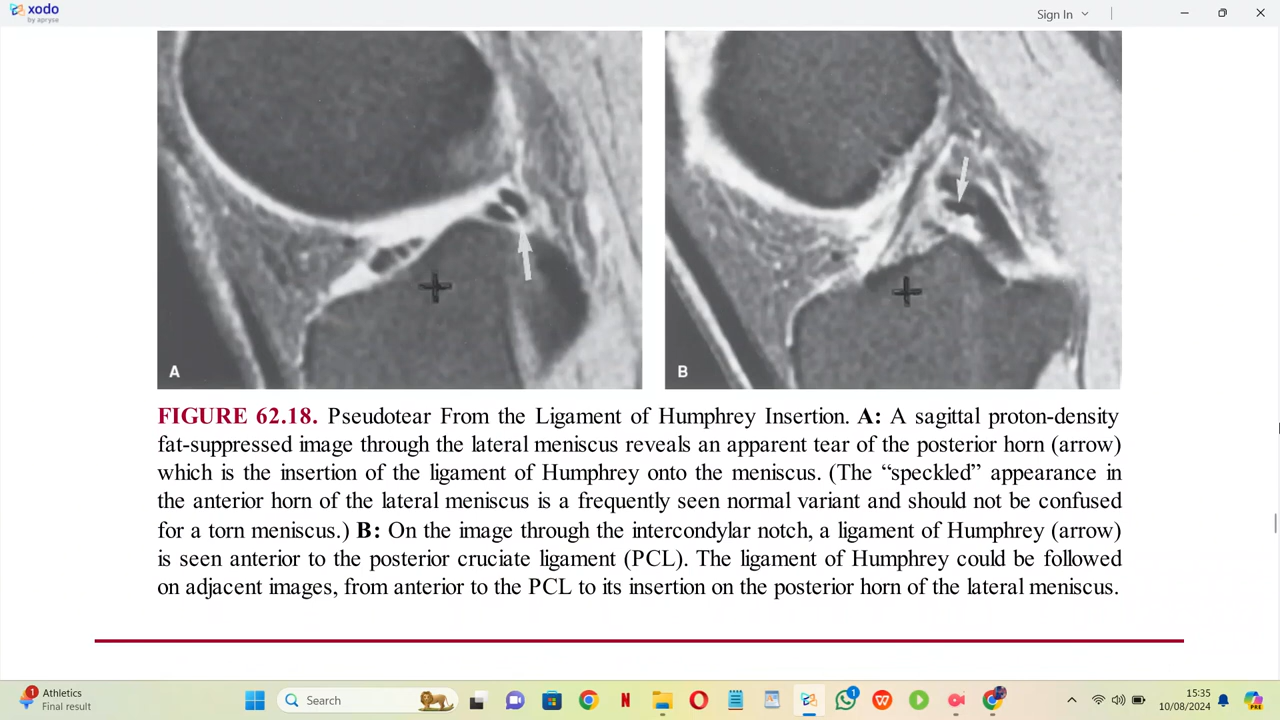 xodo
by apryse
Sign In
A
B
FIGURE 62.18. Pseudotear From the Ligament of Humphrey Insertion. A: A sagittal proton-density
fat-suppressed image through the lateral meniscus reveals an apparent tear of the posterior horn (arrow)
which is the insertion of the ligament of Humphrey onto the meniscus. (The “speckled” appearance in
the anterior horn of the lateral meniscus is a frequently seen normal variant and should not be confused
for a torn meniscus.) B: On the image through the intercondylar notch, a ligament of Humphrey (arrow)
is seen anterior to the posterior cruciate ligament (PCL). The ligament of Humphrey could be followed
on adjacent images, from anterior to the PCL to its insertion on the posterior horn of the lateral meniscus.
1
Athletics
Final result
Search
N
1
W
15:35
10/08/2024
PRE